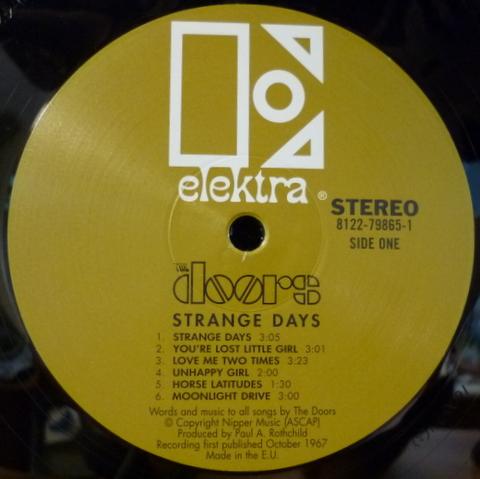 elektra ®
STEREO
8122-79865-1
SIDE ONE
THE
doors
STRANGE DAYS
1. STRANGE DAYS 3:05
2. YOU'RE LOST LITTLE GIRL 3:01
3. LOVE ME TWO TIMES 3:23
4. UNHAPPY GIRL 2:00
5. HORSE LATITUDES 1:30
6. MOONLIGHT DRIVE 3:00
Words and music to all songs by The Doors
© Copyright Nipper Music (ASCAP)
Produced by Paul A. Rothchild
Recording first published October 1967
Made in the E.U.